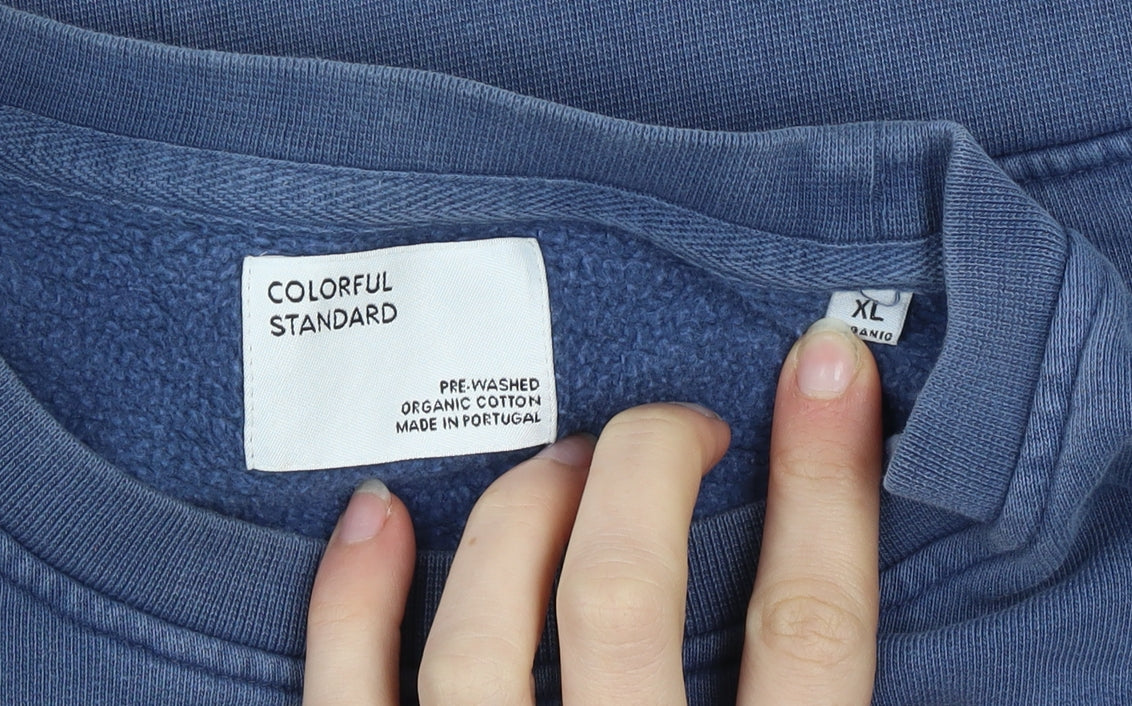 COLORFUL
STANDARD
PRE-WASHED
ORGANIC COTTON
MADE IN PORTUGAL
XL